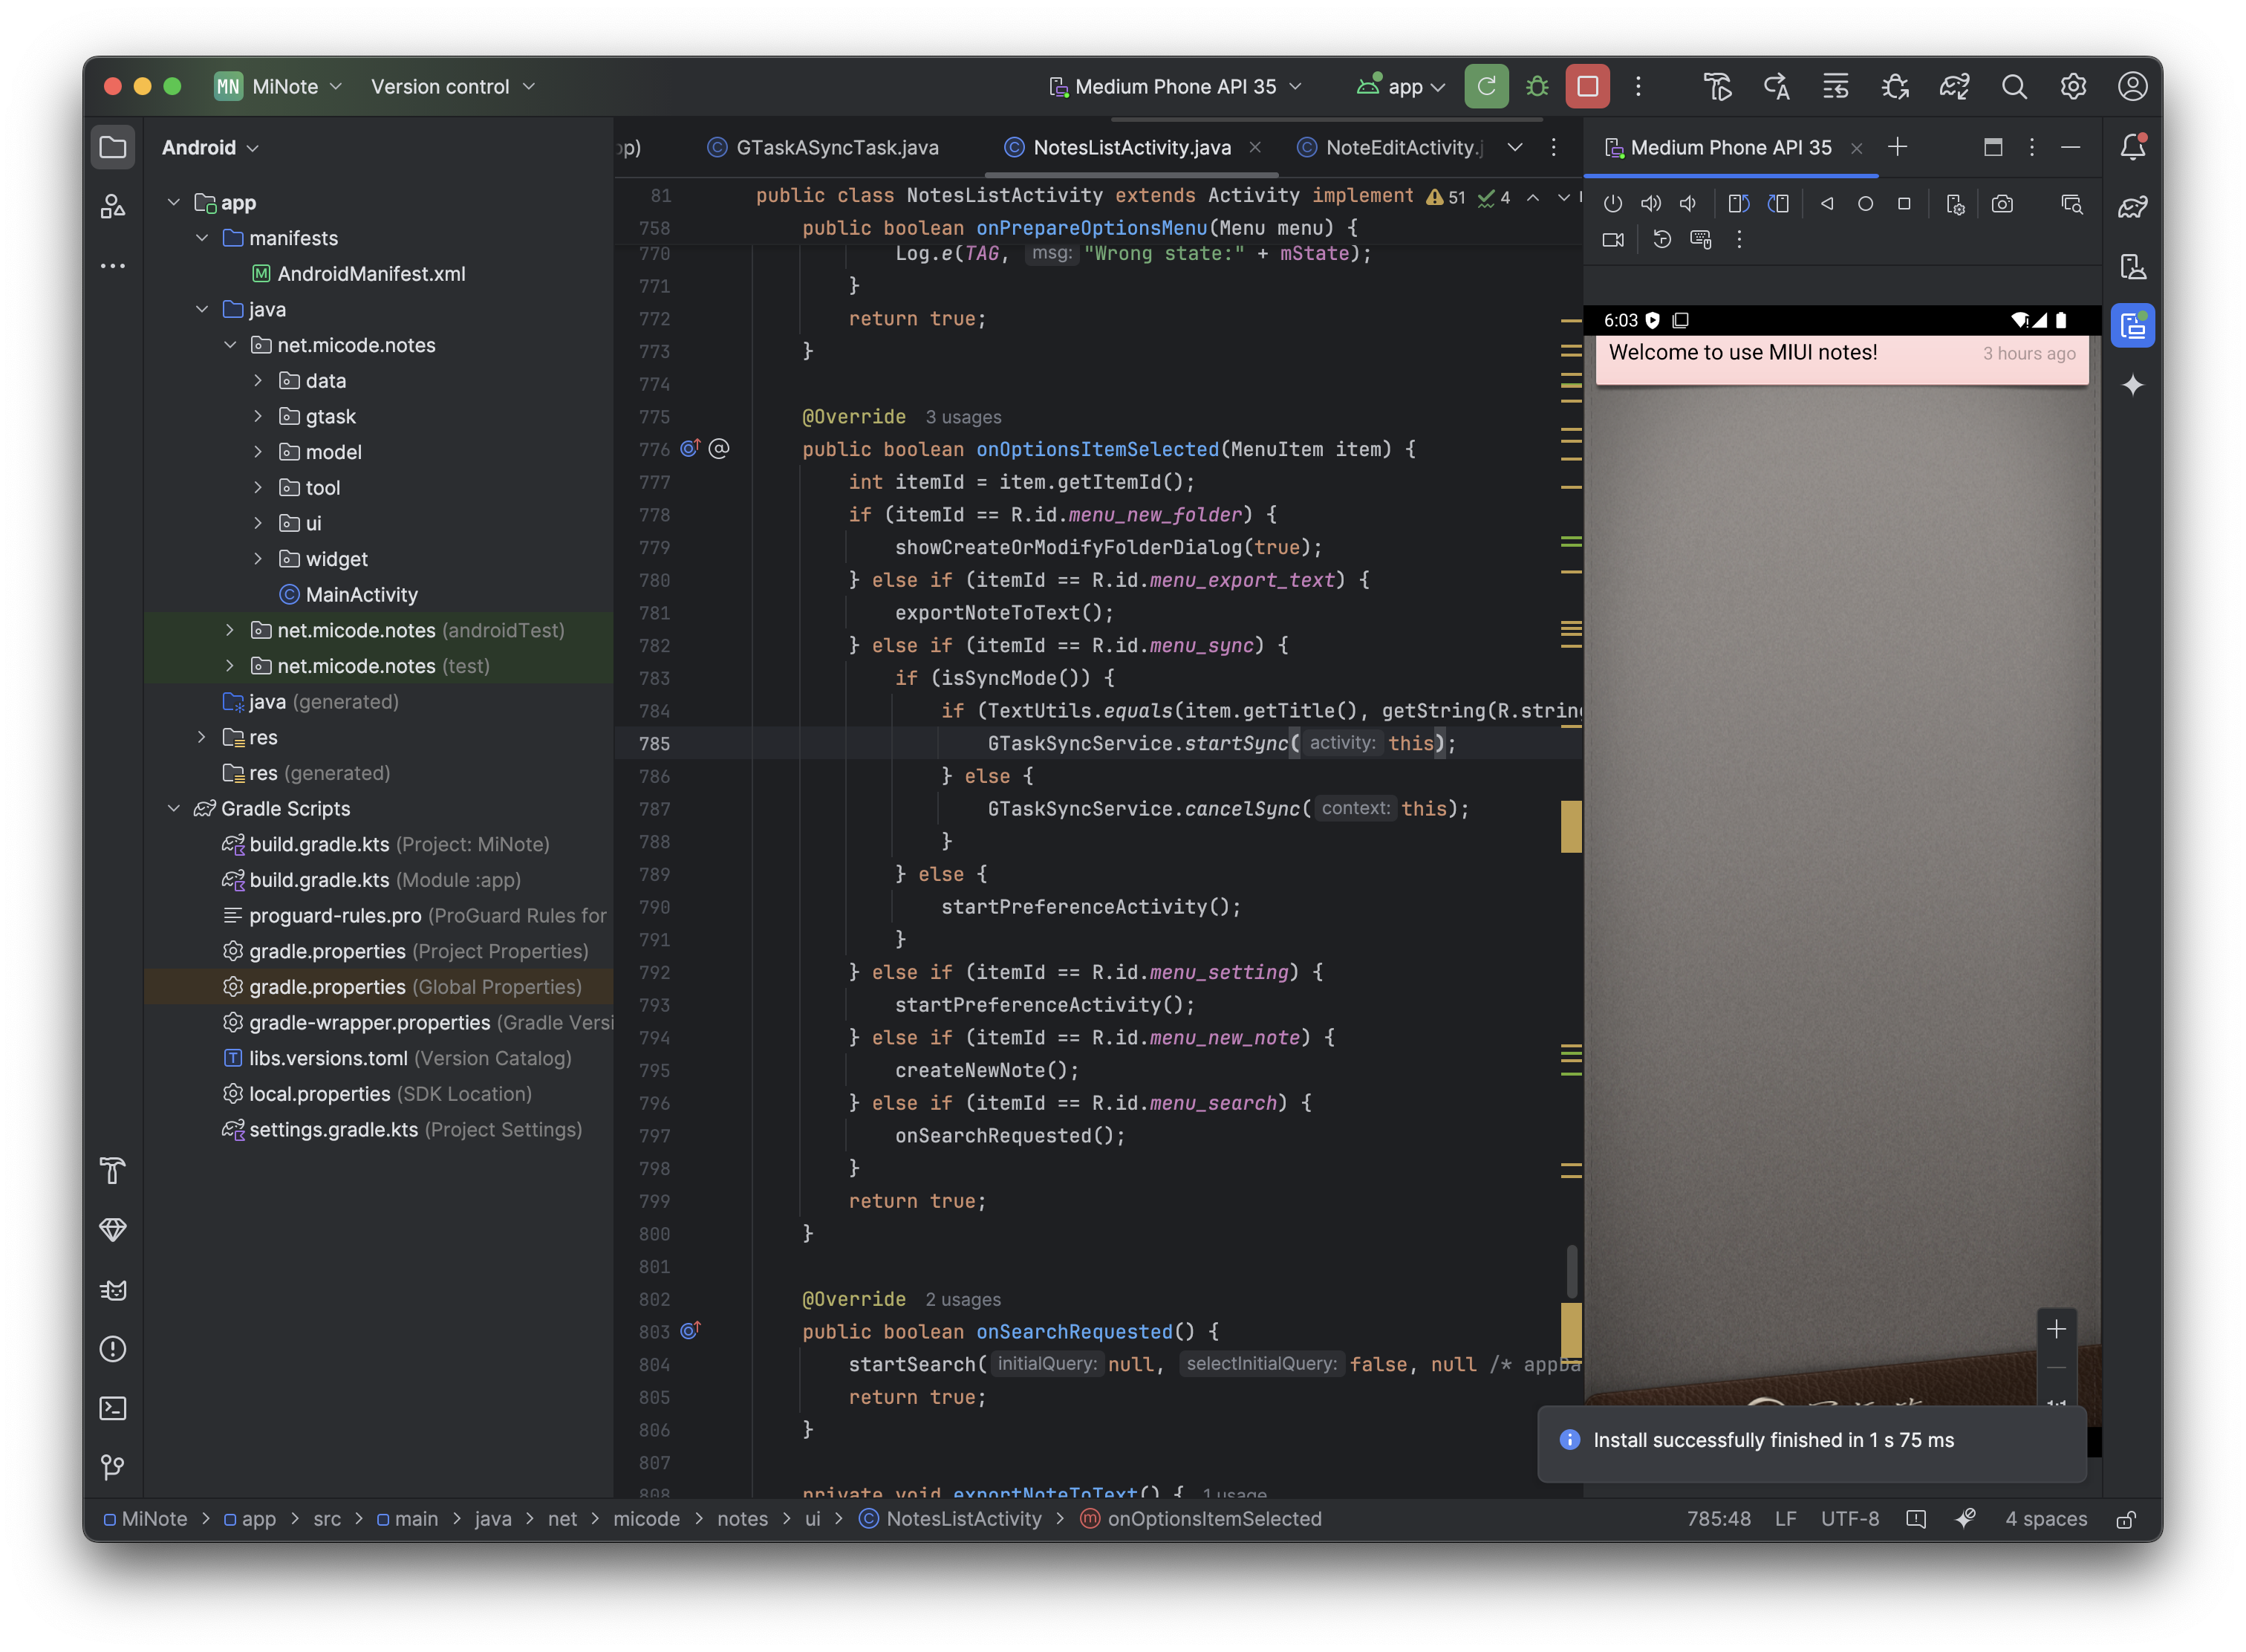 MN MiNote Version control Medium Phone API 35 app
Android
app
manifests
AndroidManifest.xml
java
net.micode.notes
data
gtask
model
tool
ui
widget
MainActivity
net.micode.notes (androidTest)
net.micode.notes (test)
java (generated)
res
res (generated)
Gradle Scripts
build.gradle.kts (Project: MiNote)
build.gradle.kts (Module :app)
proguard-rules.pro (ProGuard Rules for
gradle.properties (Project Properties)
gradle.properties (Global Properties)
gradle-wrapper.properties (Gradle Versi
libs.versions.toml (Version Catalog)
local.properties (SDK Location)
settings.gradle.kts (Project Settings)
GTaskASyncTask.java NotesListActivity.java NoteEditActivity.j
81 public class NotesListActivity extends Activity implement 51 4
758 public boolean onPrepareOptionsMenu(Menu menu) {
770 Log.e(TAG, msg: "Wrong state:" + mState);
771 }
772 return true;
773 }
774
775 @Override 3 usages
776 public boolean onOptionsItemSelected(MenuItem item) {
777 int itemId = item.getItemId();
778 if (itemId == R.id.menu_new_folder) {
779 showCreateOrModifyFolderDialog(true);
780 } else if (itemId == R.id.menu_export_text) {
781 exportNoteToText();
782 } else if (itemId == R.id.menu_sync) {
783 if (isSyncMode()) {
784 if (TextUtils.equals(item.getTitle(), getString(R.string
785 GTaskSyncService.startSync( activity: this);
786 } else {
787 GTaskSyncService.cancelSync( context: this);
788 }
789 } else {
790 startPreferenceActivity();
791 }
792 } else if (itemId == R.id.menu_setting) {
793 startPreferenceActivity();
794 } else if (itemId == R.id.menu_new_note) {
795 createNewNote();
796 } else if (itemId == R.id.menu_search) {
797 onSearchRequested();
798 }
799 return true;
800 }
801
802 @Override 2 usages
803 public boolean onSearchRequested() {
804 startSearch( initialQuery: null, selectInitialQuery: false, null /* appDa
805 return true;
806 }
807
808 private void exportNoteToText() { 1 usage
Medium Phone API 35
6:03
Welcome to use MIUI notes! 3 hours ago
1:1
Install successfully finished in 1 s 75 ms
MiNote > app > src > main > java > net > micode > notes > ui > NotesListActivity > onOptionsItemSelected 785:48 LF UTF-8 4 spaces